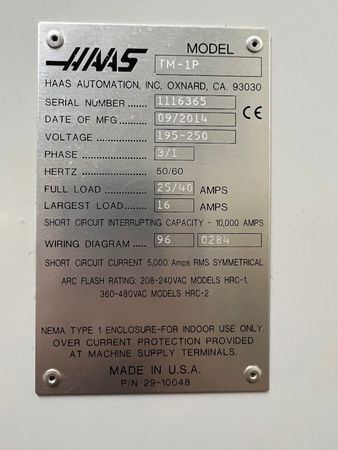 HAAS
MODEL
TM-1P
HAAS AUTOMATION, INC, OXNARD, CA. 93030
SERIAL NUMBER ........ 1116365
DATE OF MFG ..... 09/2014
VOLTAGE ............... 195-250
CE
PHASE ............... 3/1
HERTZ .................. 50/60
FULL LOAD ......... 25/40 AMPS
LARGEST LOAD.... 16 AMPS
SHORT CIRCUIT INTERRUPTING CAPACITY - 10,000 AMPS
WIRING DIAGRAM ... 96 0284
SHORT CIRCUIT CURRENT 5,000 Amps RMS SYMMETRICAL
ARC FLASH RATING: 208-240VAC MODELS HRC-1,
360-480VAC MODELS HRC-2.
NEMA TYPE 1 ENCLOSURE-FOR INDOOR USE ONLY.
OVER CURRENT PROTECTION PROVIDED
AT MACHINE SUPPLY TERMINALS.
MADE IN U.S.A.
P/N 29-10048